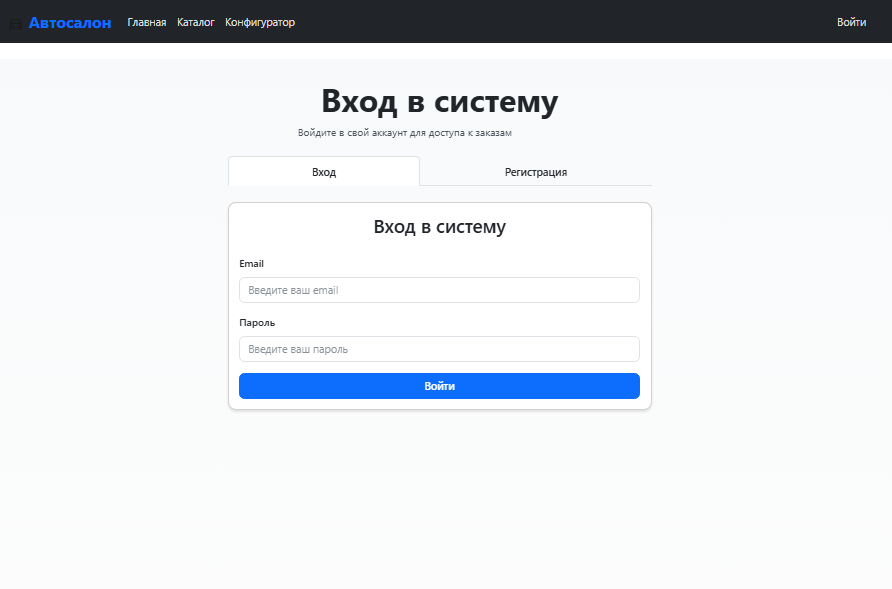 Автосалон Главная Каталог Конфигуратор Войти
Вход в систему
Войдите в свой аккаунт для доступа к заказам
Вход Регистрация
Вход в систему
Email
Введите ваш email
Пароль
Введите ваш пароль
Войти